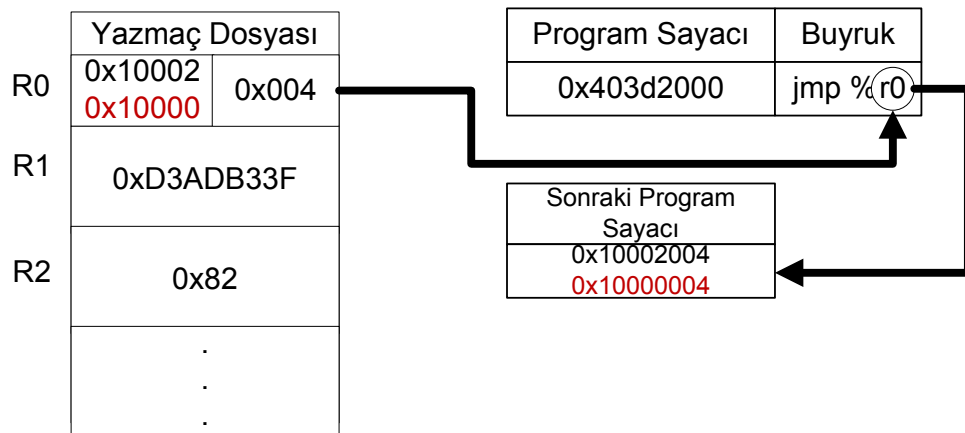 Yazmaç Dosyası
R0
0x10002
0x10000
0x004
R1
0xD3ADB33F
R2
0x82
.
.
.
Program Sayacı
Buyruk
0x403d2000
jmp %r0
Sonraki Program
Sayacı
0x10002004
0x10000004